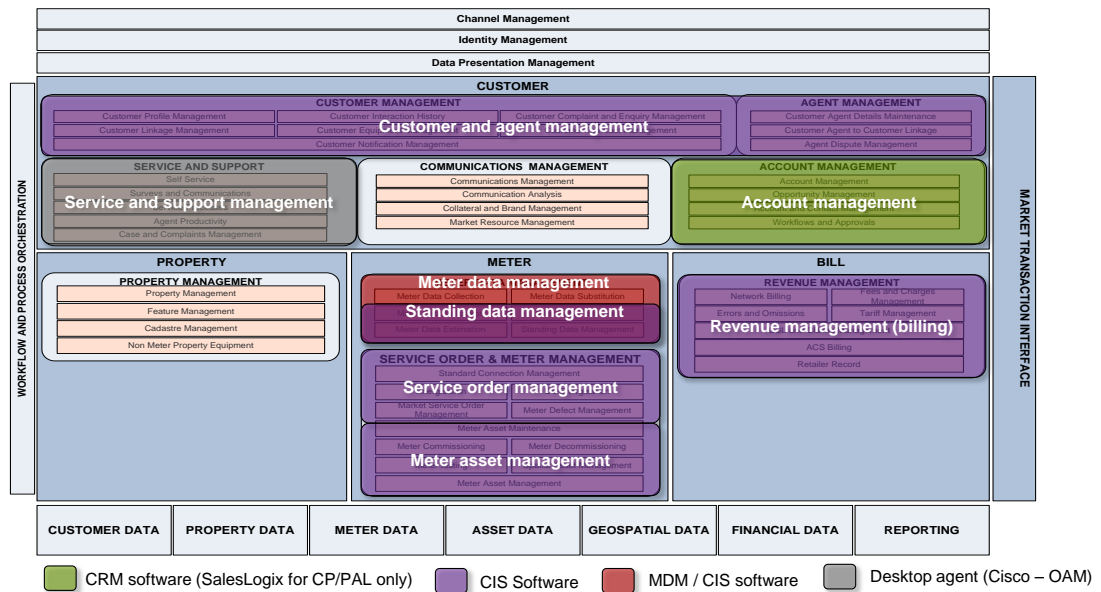 Channel Management
Identity Management
Data Presentation Management
WORKFLOW AND PROCESS ORCHESTRATION
MARKET TRANSACTION INTERFACE
CUSTOMER
CUSTOMER MANAGEMENT
Customer Profile Management
Customer Interaction History
Customer Complaint and Enquiry Management
Customer Linkage Management
Customer
Customer Notification Management
Customer and agent management
AGENT MANAGEMENT
Customer Agent Details Maintenance
Customer Agent to Customer Linkage
Agent Dispute Management
SERVICE AND SUPPORT
Self Service
Surveys and Communications
Service and support management
Agent Productivity
Case and Complaints Management
COMMUNICATIONS MANAGEMENT
Communications Management
Communication Analysis
Collateral and Brand Management
Market Resource Management
ACCOUNT MANAGEMENT
Account Management
Opportunity Management
Account management
Workflows and Approvals
PROPERTY
PROPERTY MANAGEMENT
Property Management
Feature Management
Cadastre Management
Non Meter Property Equipment
METER
Meter data management
Meter Data Collection
Meter Data Substitution
Standing data management
Meter Data Estimation
Standing Data Management
SERVICE ORDER & METER MANAGEMENT
Standard Connection Management
Service order management
Market Service Order
Management
Meter Defect Management
Meter Asset Maintenance
Meter Commissioning
Meter Decommissioning
Meter asset management
Meter Asset Management
BILL
REVENUE MANAGEMENT
Network Billing
Fees and Charges
Management
Errors and Omissions
Tariff Management
Revenue management (billing)
ACS Billing
Retailer Record
CUSTOMER DATA
PROPERTY DATA
METER DATA
ASSET DATA
GEOSPATIAL DATA
FINANCIAL DATA
REPORTING
CRM software (SalesLogix for CP/PAL only)
CIS Software
MDM / CIS software
Desktop agent (Cisco – OAM)